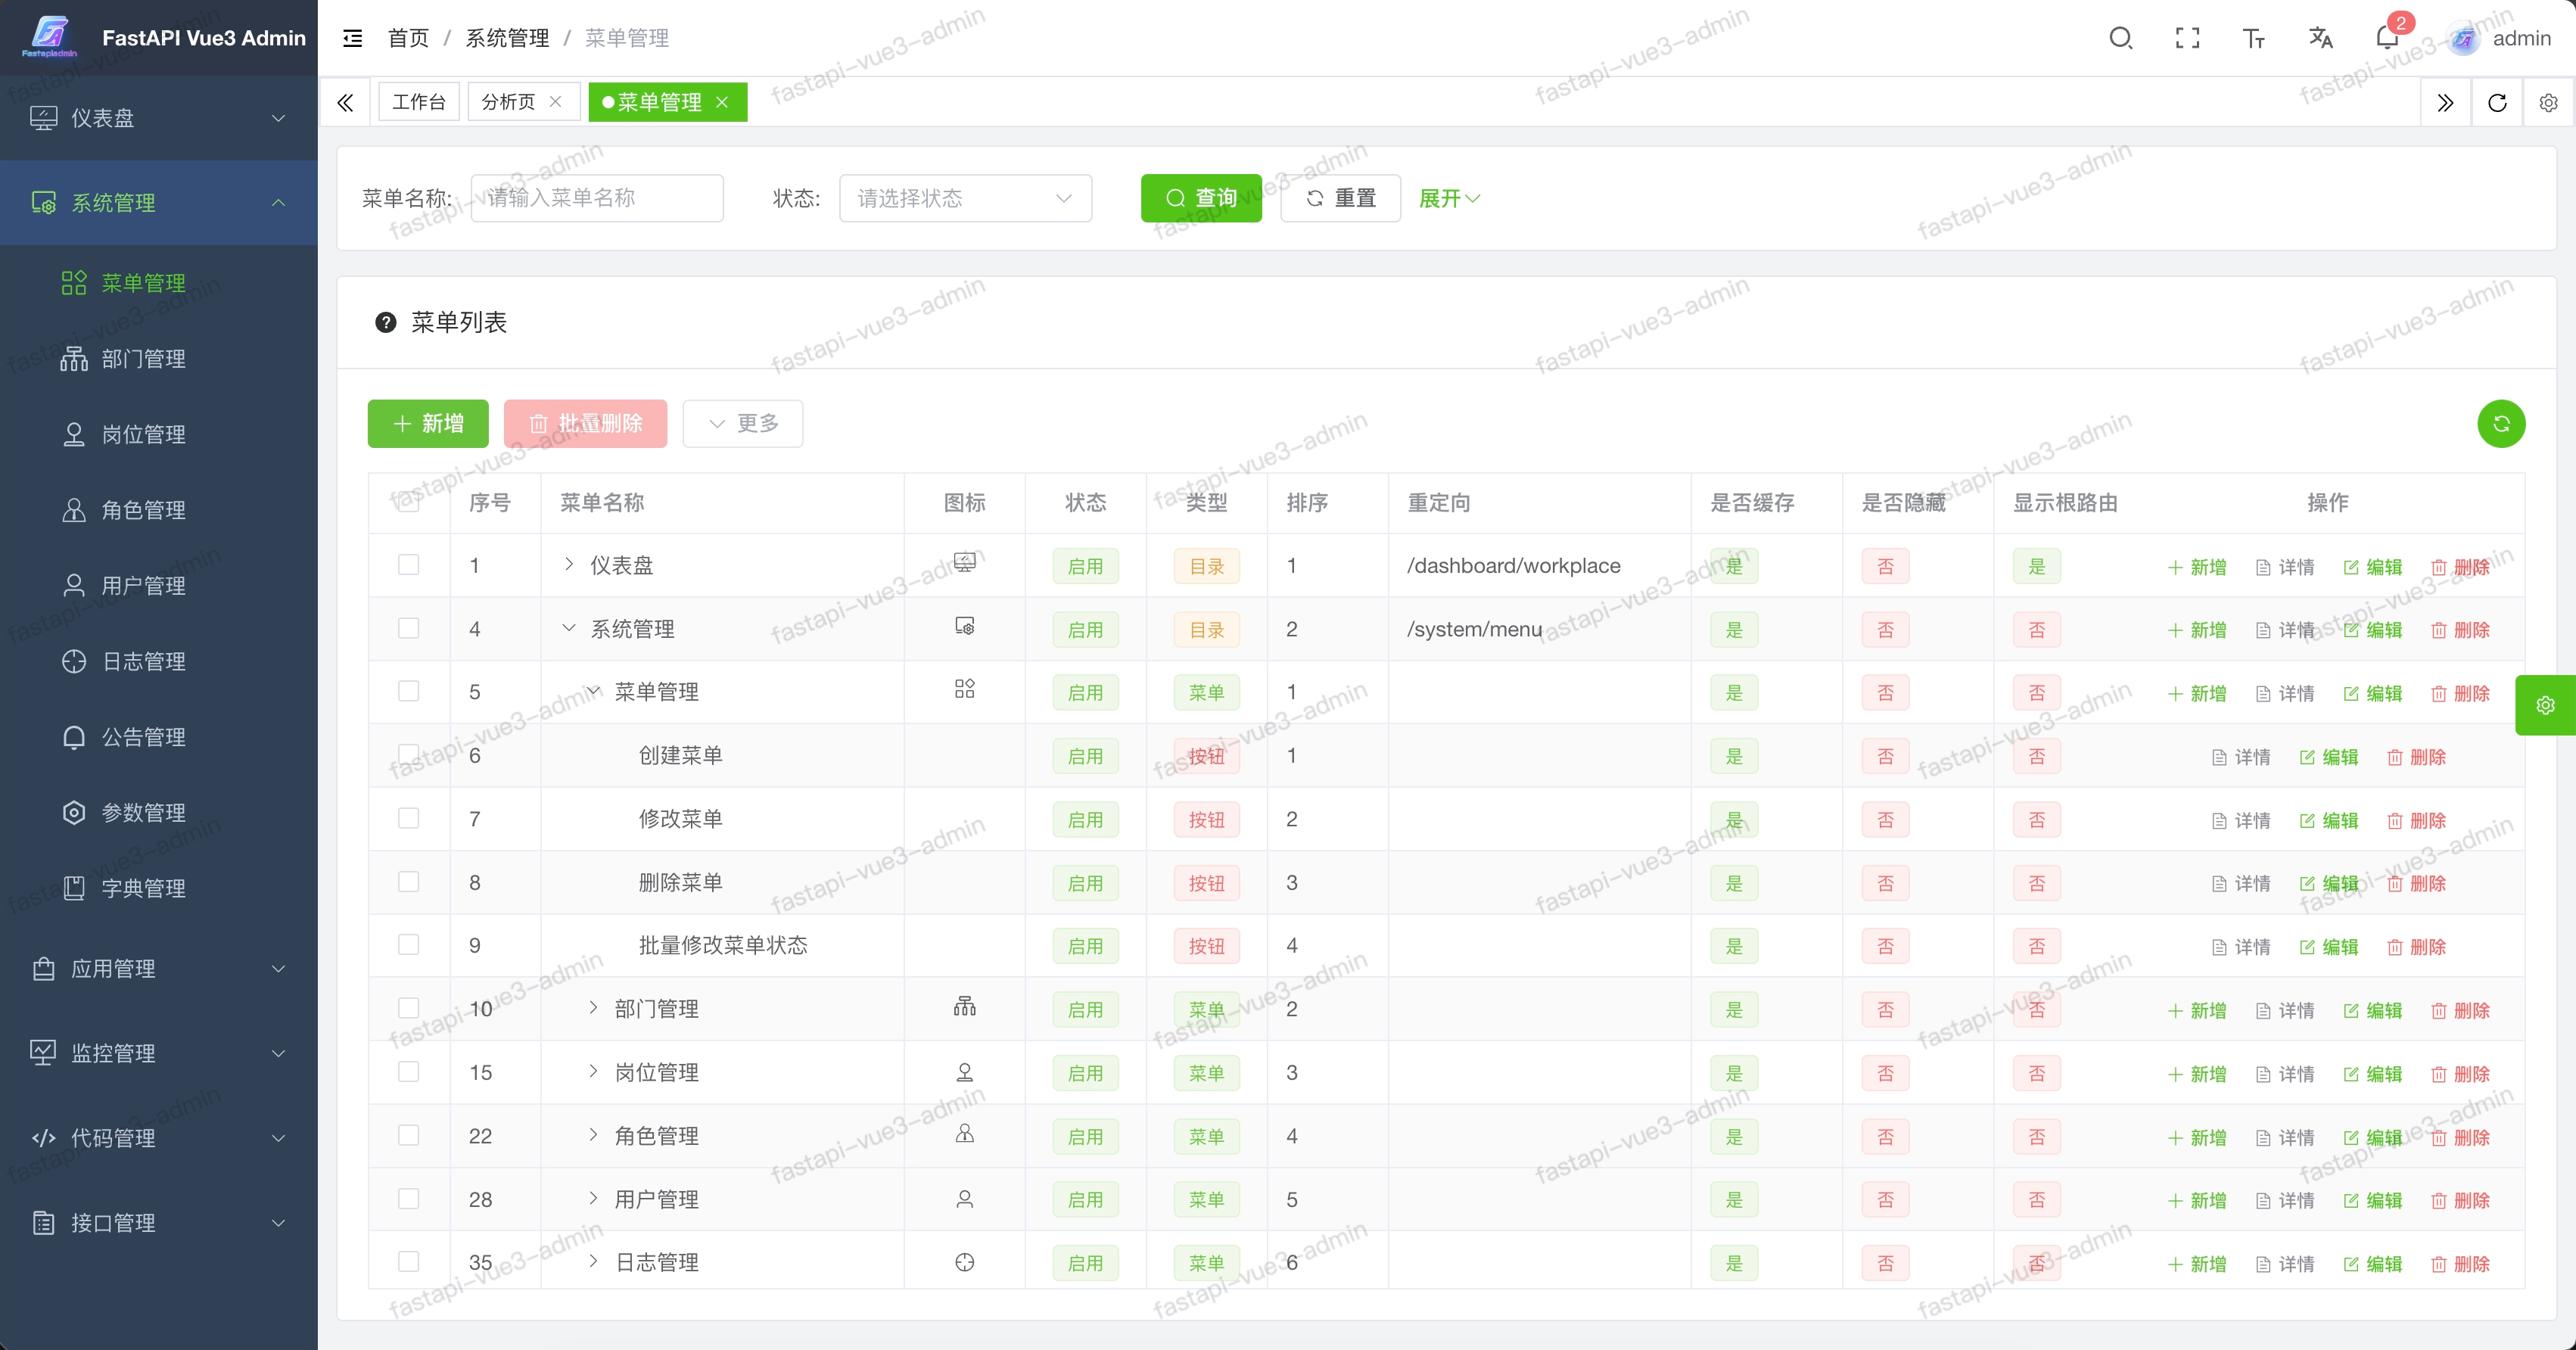 FastAPI Vue3 Admin
Fastapiadmin
首页 / 系统管理 / 菜单管理
2
admin
仪表盘
系统管理
菜单管理
部门管理
岗位管理
角色管理
用户管理
日志管理
公告管理
参数管理
字典管理
应用管理
监控管理
代码管理
接口管理
工作台 分析页 菜单管理
菜单名称: 请输入菜单名称 状态: 请选择状态 查询 重置 展开
菜单列表
新增 批量删除 更多
序号 菜单名称 图标 状态 类型 排序 重定向 是否缓存 是否隐藏 显示根路由 操作
1 仪表盘 启用 目录 1 /dashboard/workplace 是 否 是 新增 详情 编辑 删除
4 系统管理 启用 目录 2 /system/menu 是 否 否 新增 详情 编辑 删除
5 菜单管理 启用 菜单 1 是 否 否 新增 详情 编辑 删除
6 创建菜单 启用 按钮 1 是 否 否 详情 编辑 删除
7 修改菜单 启用 按钮 2 是 否 否 详情 编辑 删除
8 删除菜单 启用 按钮 3 是 否 否 详情 编辑 删除
9 批量修改菜单状态 启用 按钮 4 是 否 否 详情 编辑 删除
10 部门管理 启用 菜单 2 是 否 否 新增 详情 编辑 删除
15 岗位管理 启用 菜单 3 是 否 否 新增 详情 编辑 删除
22 角色管理 启用 菜单 4 是 否 否 新增 详情 编辑 删除
28 用户管理 启用 菜单 5 是 否 否 新增 详情 编辑 删除
35 日志管理 启用 菜单 6 是 否 否 新增 详情 编辑 删除
fastapi-vue3-admin